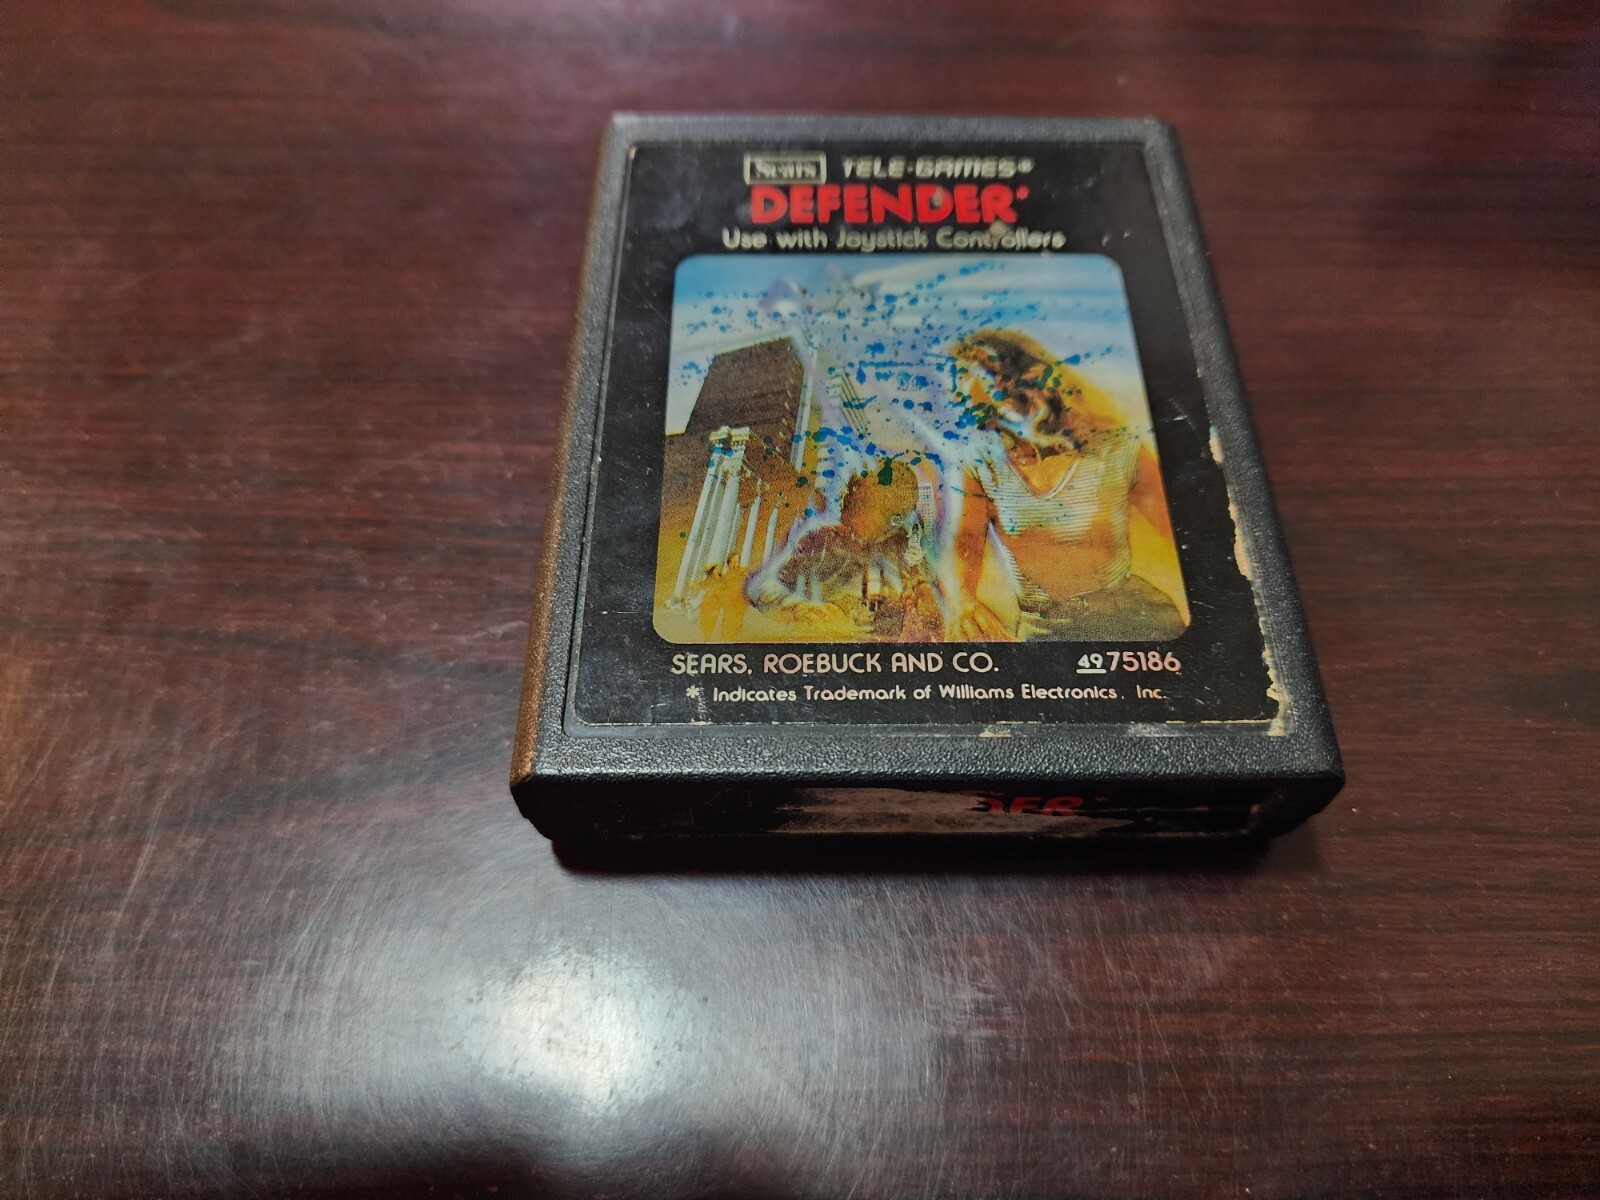 Sears TELE-GAMES®
DEFENDER*
Use with Joystick Controllers
SEARS, ROEBUCK AND CO. 49 75186
* Indicates Trademark of Williams Electronics, Inc.
DER*